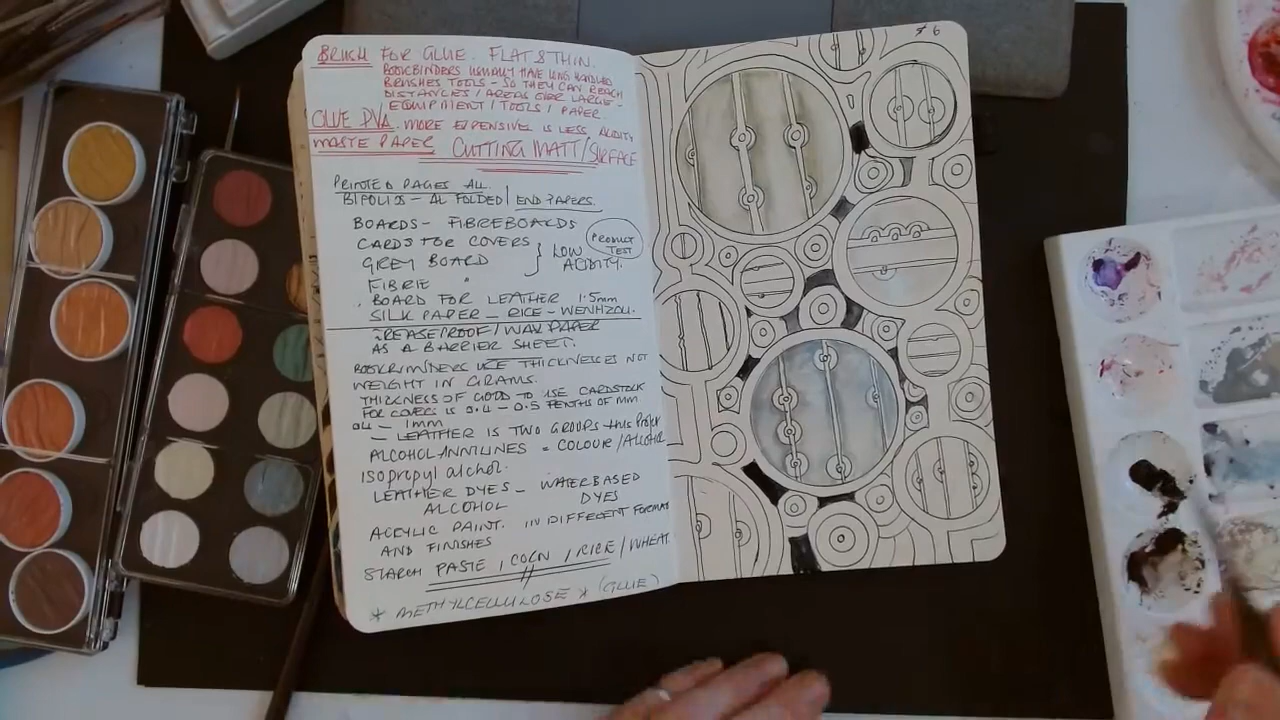 BRUSH FOR GLUE. FLAT & THIN.
BOOKBINDERS USUALLY HAVE LONG HANDLED
BRUSHES TOOLS - SO THEY CAN REACH
DISTANCES / AREAS OVER LARGE -
EQUIPMENT / TOOLS / PAPER.
GLUE PVA. MORE EXPENSIVE IS LESS ACIDITY
WASTE PAPER CUTTING MATT/SURFACE
PRINTED PAGES ALL
BIFOLIOS - ALL FOLDED / END PAPERS.
BOARDS - FIBREBOARDS
CARDS FOR COVERS
GREY BOARD
FIBRE "
LOW ACIDITY.
PRODUCT TEST
BOARD FOR LEATHER 1.5mm
SILK PAPER - RICE - WENHZOU.
GREASEPROOF/WAX PAPER
AS A BARRIER SHEET.
BOOKBINDERS USE THICKNESSES NOT
WEIGHT IN GRAMS.
THICKNESS OF GOOD TO USE CARDSTOCK
FOR COVERS IS 0.4 - 0.5 TENTHS OF MM.
- 1mm
- LEATHER IS TWO GROUPS this
ALCOHOL = COLOUR/ALCOHOL
ISOPROPYL alchol.
LEATHER DYES - WATERBASED DYES
ALCOHOL
ACRYLIC PAINT. IN DIFFERENT FORMATS
AND FINISHES
STARCH PASTE / CORN / RICE / WHEAT.
* METHYLCELLULOSE * (GLUE)